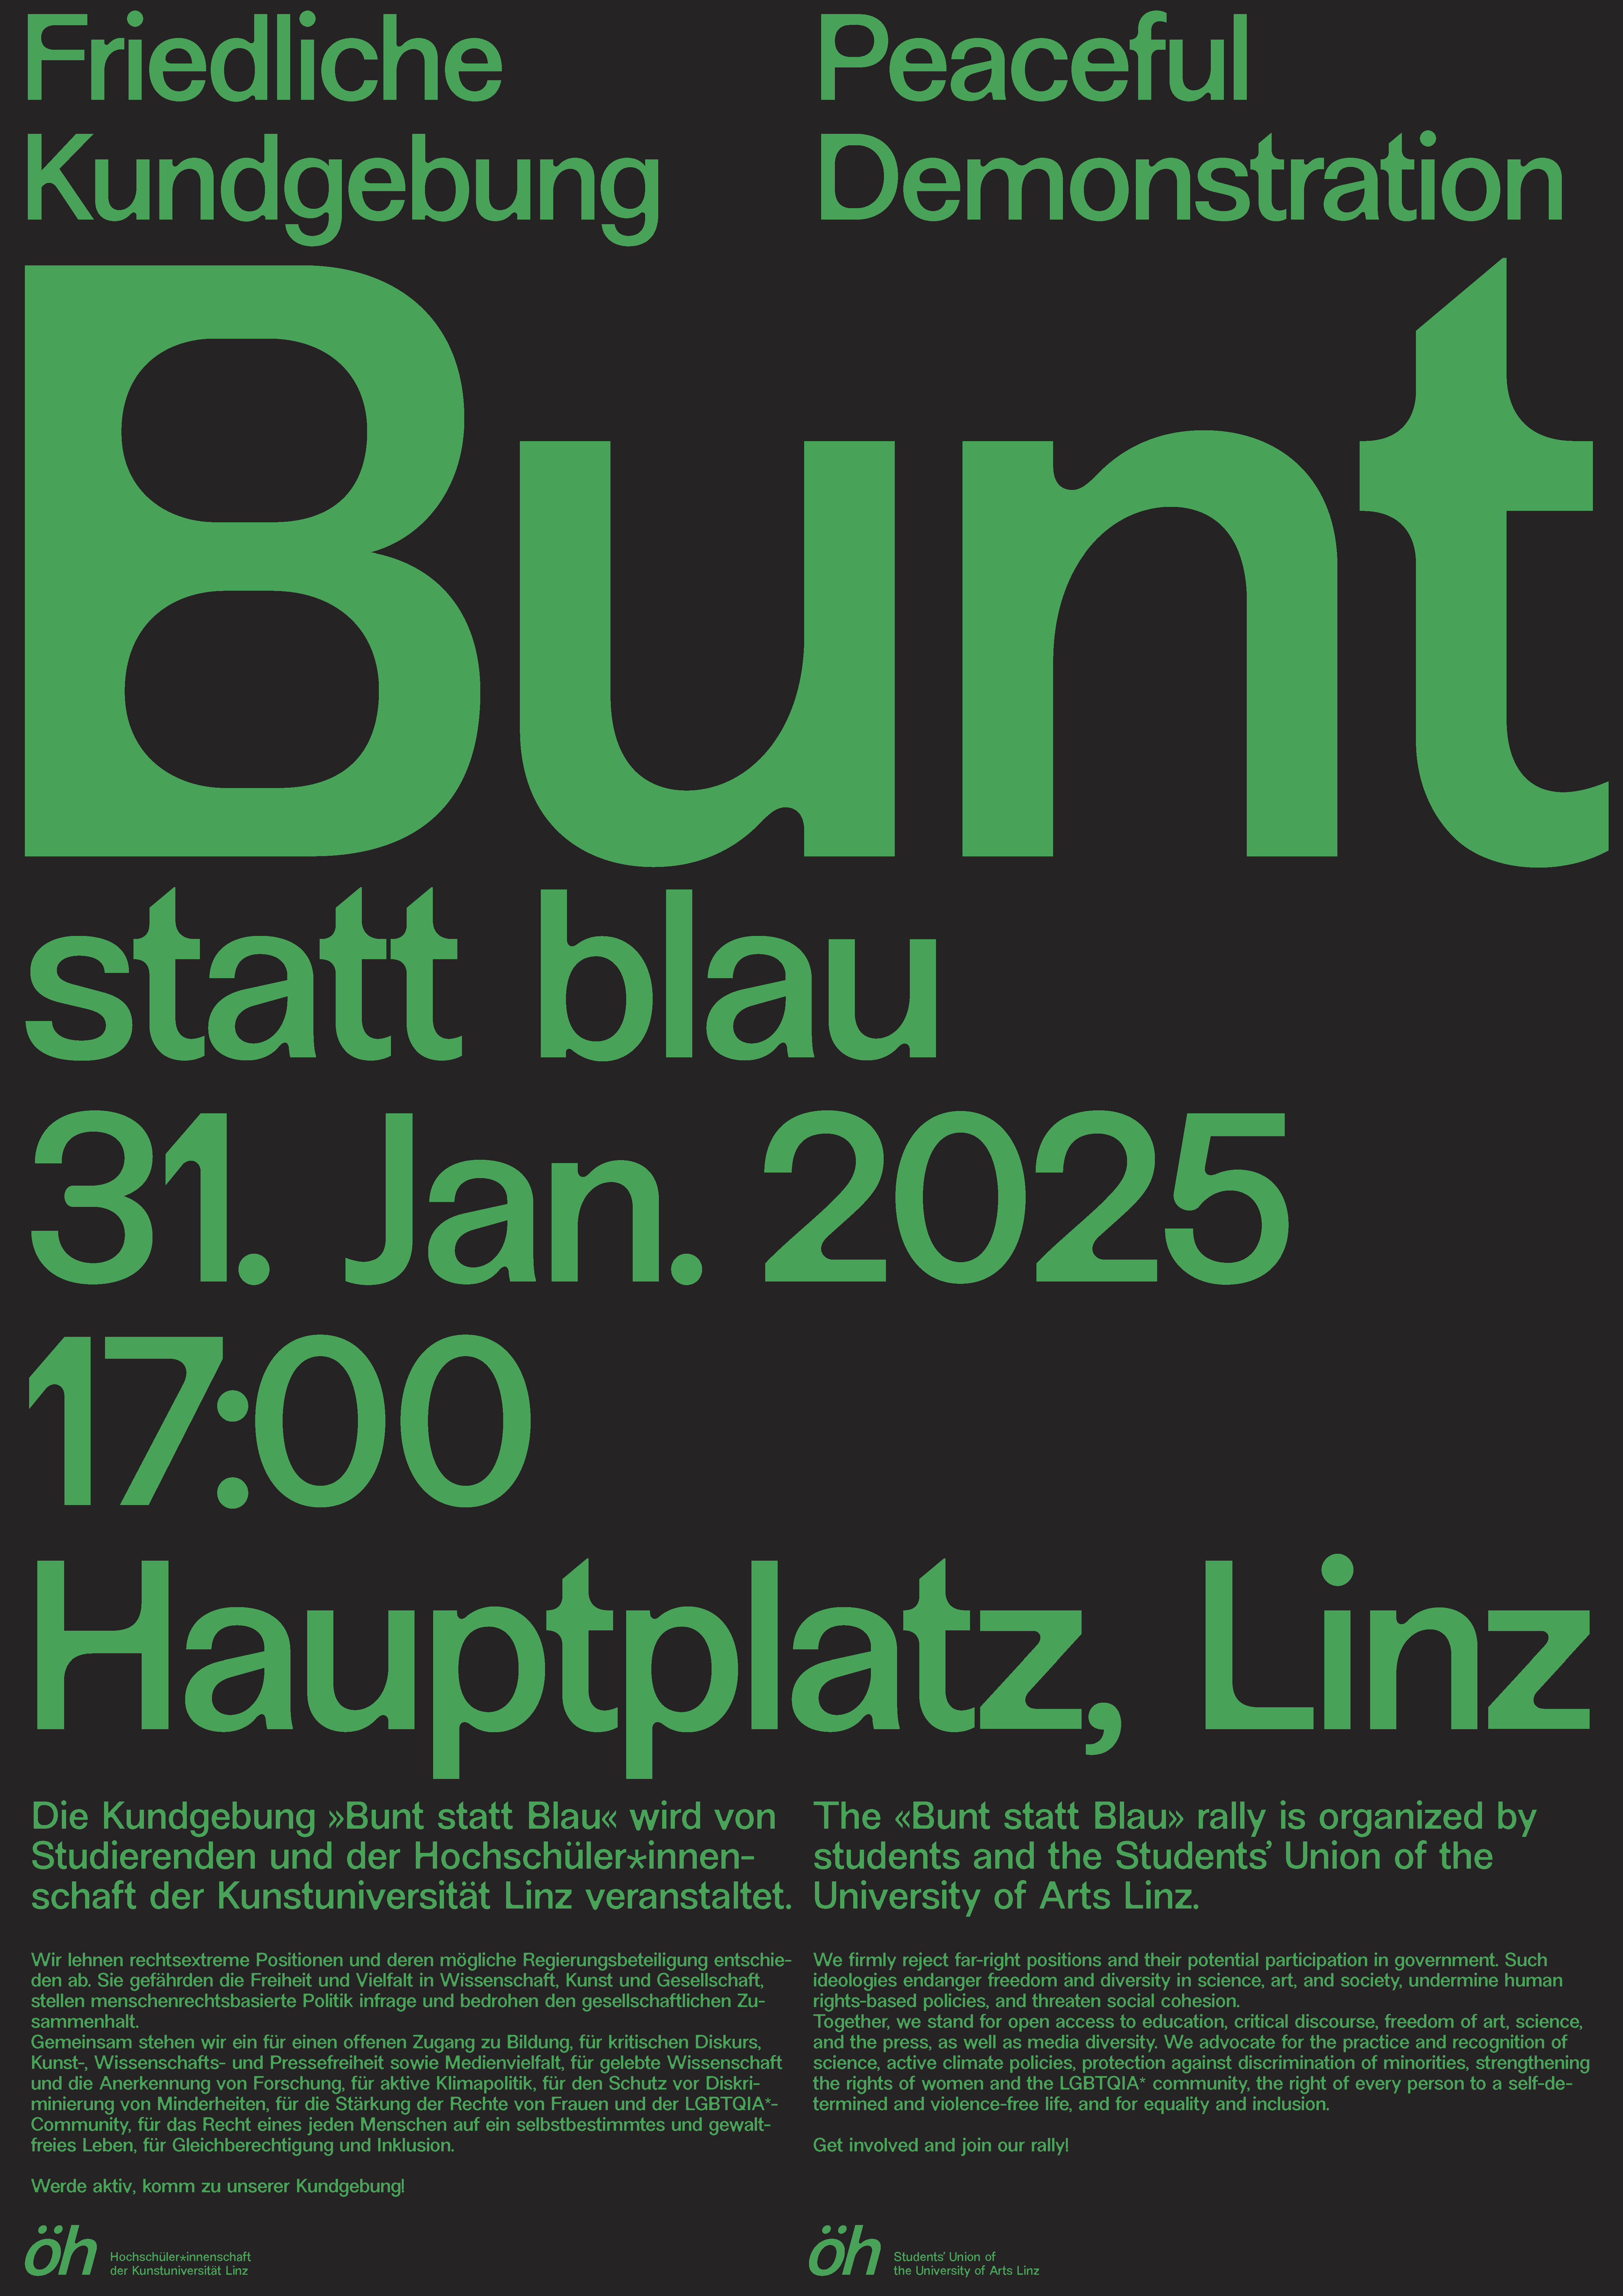 Friedliche
Kundgebung
Peaceful
Demonstration
Bunt
statt blau
31. Jan. 2025
17:00
Hauptplatz, Linz
Die Kundgebung »Bunt statt Blau« wird von
Studierenden und der Hochschüler*innen-
schaft der Kunstuniversität Linz veranstaltet.
Wir lehnen rechtsextreme Positionen und deren mögliche Regierungsbeteiligung entschie-
den ab. Sie gefährden die Freiheit und Vielfalt in Wissenschaft, Kunst und Gesellschaft,
stellen menschenrechtsbasierte Politik infrage und bedrohen den gesellschaftlichen Zu-
sammenhalt.
Gemeinsam stehen wir ein für einen offenen Zugang zu Bildung, für kritischen Diskurs,
Kunst-, Wissenschafts- und Pressefreiheit sowie Medienvielfalt, für gelebte Wissenschaft
und die Anerkennung von Forschung, für aktive Klimapolitik, für den Schutz vor Diskri-
minierung von Minderheiten, für die Stärkung der Rechte von Frauen und der LGBTQIA*-
Community, für das Recht eines jeden Menschen auf ein selbstbestimmtes und gewalt-
freies Leben, für Gleichberechtigung und Inklusion.
Werde aktiv, komm zu unserer Kundgebung!
The «Bunt statt Blau» rally is organized by
students and the Students' Union of the
University of Arts Linz.
We firmly reject far-right positions and their potential participation in government. Such
ideologies endanger freedom and diversity in science, art, and society, undermine human
rights-based policies, and threaten social cohesion.
Together, we stand for open access to education, critical discourse, freedom of art, science,
and the press, as well as media diversity. We advocate for the practice and recognition of
science, active climate policies, protection against discrimination of minorities, strengthening
the rights of women and the LGBTQIA* community, the right of every person to a self-de-
termined and violence-free life, and for equality and inclusion.
Get involved and join our rally!
öh
Hochschüler*innenschaft
der Kunstuniversität Linz
öh
Students' Union of
the University of Arts Linz